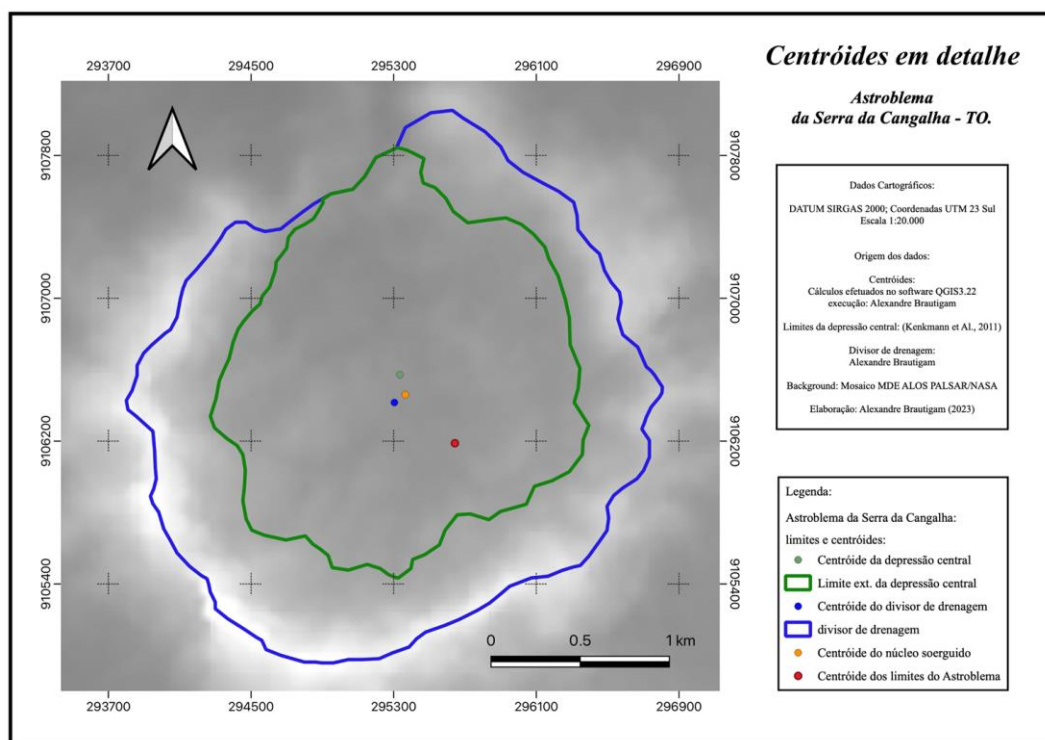 Centróides em detalhe
Astroblema
da Serra da Cangalha - TO.
293700 294500 295300 296100 296900
9107800 9107800
9107000 9107000
9106200 9106200
9105400 9105400
293700 294500 295300 296100 296900
0 0.5 1 km
Dados Cartográficos:
DATUM SIRGAS 2000; Coordenadas UTM 23 Sul
Escala 1:20.000
Origem dos dados:
Centróides:
Cálculos efetuados no software QGIS3.22
execução: Alexandre Brautigam
Limites da depressão central: (Kenkmann et Al., 2011)
Divisor de drenagem:
Alexandre Brautigam
Background: Mosaico MDE ALOS PALSAR/NASA
Elaboração: Alexandre Brautigam (2023)
Legenda:
Astroblema da Serra da Cangalha:
limites e centróides:
Centróide da depressão central
Limite ext. da depressão central
Centróide do divisor de drenagem
divisor de drenagem
Centróide do núcleo soerguido
Centróide dos limites do Astroblema